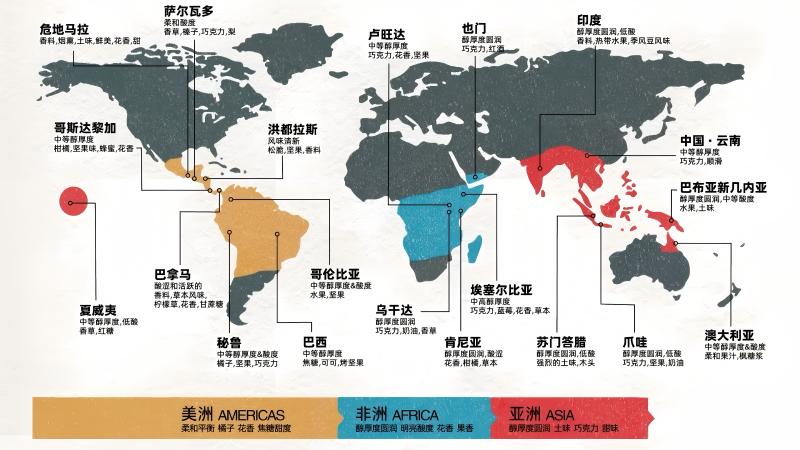 萨尔瓦多
柔和酸度
香草,榛子,巧克力,梨
危地马拉
香料,烟熏,土味,鲜美,花香,甜
卢旺达
中等醇厚度
巧克力,花香,坚果
也门
醇厚度圆润
巧克力,红酒
印度
醇厚度圆润,低酸
香料,热带水果,季风豆风味
哥斯达黎加
中等醇厚度
柑橘,坚果味,蜂蜜,花香
洪都拉斯
风味清新
松脆,坚果,香料
中国·云南
中等醇厚度
巧克力,顺滑
巴布亚新几内亚
醇厚度圆润,中等酸度
水果,土味
夏威夷
中等醇厚度,低酸
香草,红糖
巴拿马
酸涩和活跃的
香料,草本风味,
柠檬草,花香,甘蔗糖
哥伦比亚
中等醇厚度&酸度
水果,坚果
乌干达
醇厚度圆润
巧克力,奶油,香草
埃塞尔比亚
中高醇厚度
巧克力,蓝莓,花香,草本
秘鲁
中等醇厚度&酸度
橘子,坚果,巧克力
巴西
中等醇厚度
焦糖,可可,烤坚果
肯尼亚
醇厚度圆润,酸涩
花香,柑橘,草本
苏门答腊
醇厚度圆润,低酸
强烈的土味,木头
爪哇
醇厚度圆润,低酸
巧克力,坚果,奶油
澳大利亚
中等醇厚度&酸度
柔和果汁,枫糖浆
美洲 AMERICAS
柔和平衡 橘子 花香 焦糖甜度
非洲 AFRICA
醇厚度圆润 明亮酸度 花香 果香
亚洲 ASIA
醇厚度圆润 土味 巧克力 甜味